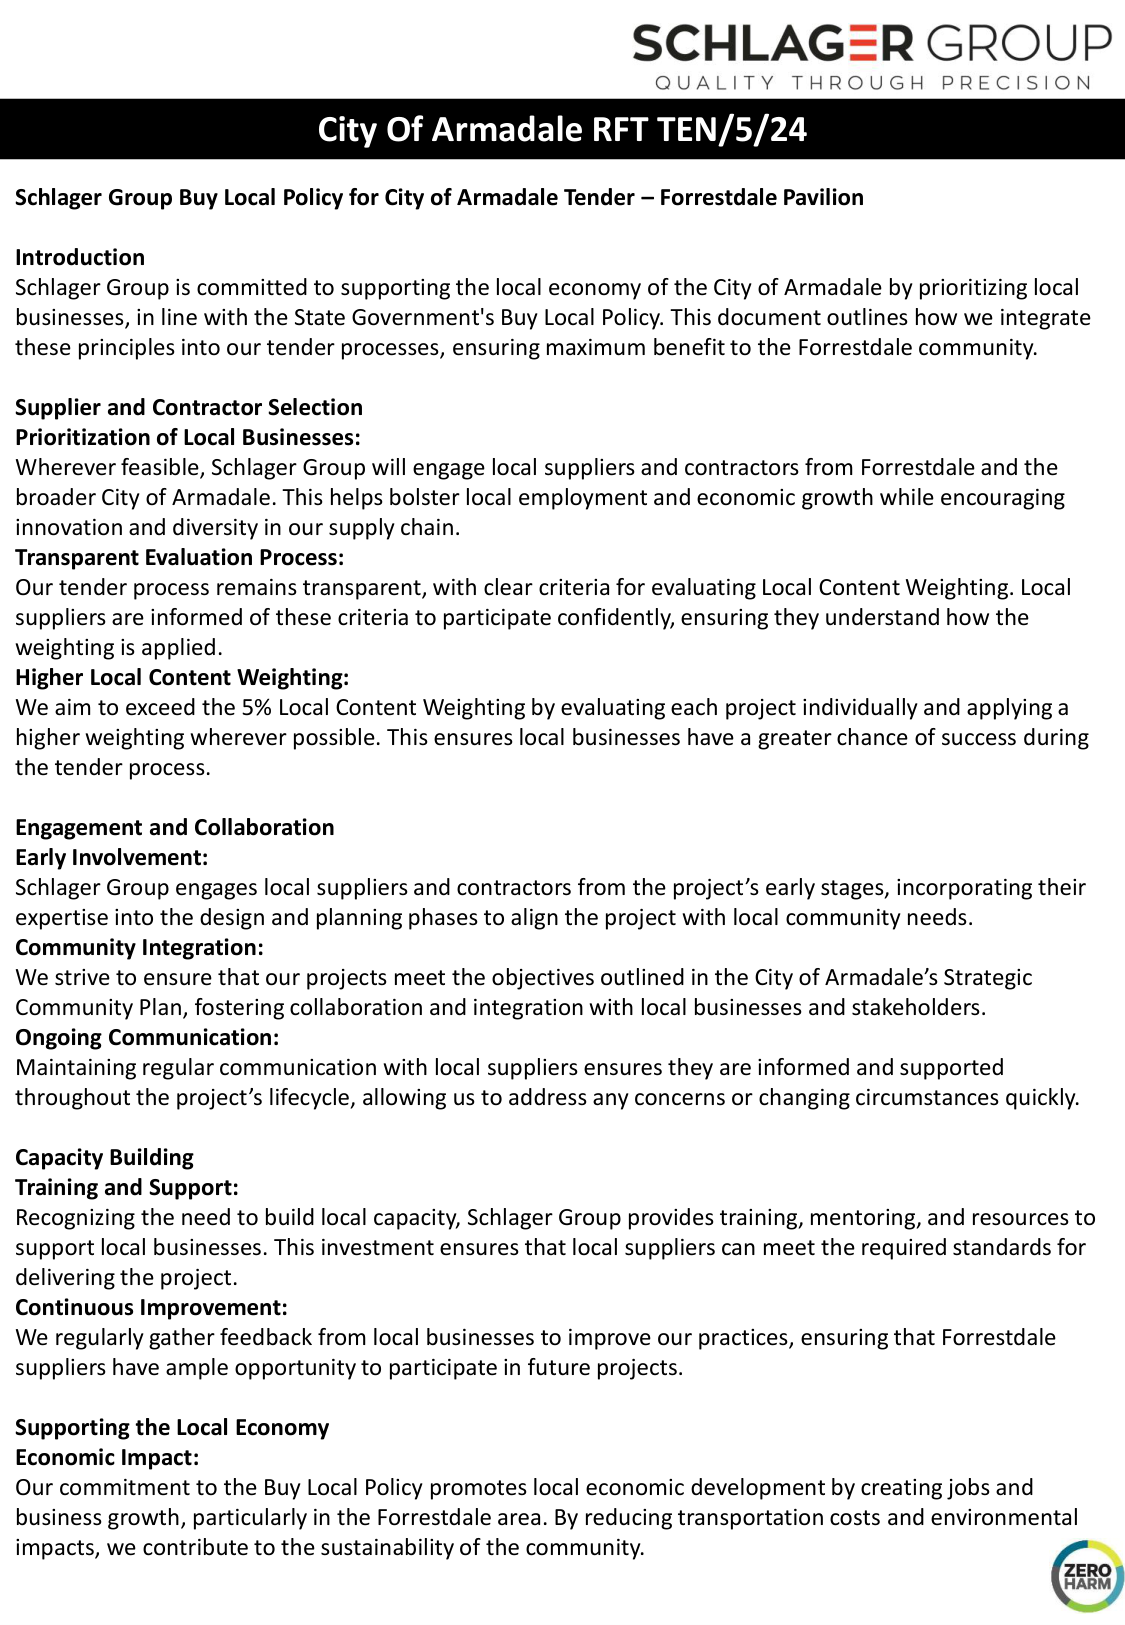 SCHLAGER GROUP
QUALITY THROUGH PRECISION
City Of Armadale RFT TEN/5/24
Schlager Group Buy Local Policy for City of Armadale Tender – Forrestdale Pavilion
Introduction
Schlager Group is committed to supporting the local economy of the City of Armadale by prioritizing local
businesses, in line with the State Government's Buy Local Policy. This document outlines how we integrate
these principles into our tender processes, ensuring maximum benefit to the Forrestdale community.
Supplier and Contractor Selection
Prioritization of Local Businesses:
Wherever feasible, Schlager Group will engage local suppliers and contractors from Forrestdale and the
broader City of Armadale. This helps bolster local employment and economic growth while encouraging
innovation and diversity in our supply chain.
Transparent Evaluation Process:
Our tender process remains transparent, with clear criteria for evaluating Local Content Weighting. Local
suppliers are informed of these criteria to participate confidently, ensuring they understand how the
weighting is applied.
Higher Local Content Weighting:
We aim to exceed the 5% Local Content Weighting by evaluating each project individually and applying a
higher weighting wherever possible. This ensures local businesses have a greater chance of success during
the tender process.
Engagement and Collaboration
Early Involvement:
Schlager Group engages local suppliers and contractors from the project’s early stages, incorporating their
expertise into the design and planning phases to align the project with local community needs.
Community Integration:
We strive to ensure that our projects meet the objectives outlined in the City of Armadale’s Strategic
Community Plan, fostering collaboration and integration with local businesses and stakeholders.
Ongoing Communication:
Maintaining regular communication with local suppliers ensures they are informed and supported
throughout the project’s lifecycle, allowing us to address any concerns or changing circumstances quickly.
Capacity Building
Training and Support:
Recognizing the need to build local capacity, Schlager Group provides training, mentoring, and resources to
support local businesses. This investment ensures that local suppliers can meet the required standards for
delivering the project.
Continuous Improvement:
We regularly gather feedback from local businesses to improve our practices, ensuring that Forrestdale
suppliers have ample opportunity to participate in future projects.
Supporting the Local Economy
Economic Impact:
Our commitment to the Buy Local Policy promotes local economic development by creating jobs and
business growth, particularly in the Forrestdale area. By reducing transportation costs and environmental
impacts, we contribute to the sustainability of the community.
ZERO
HARM